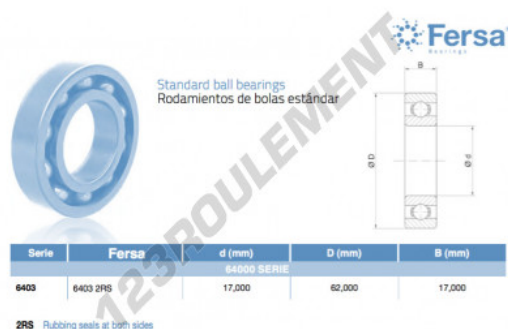 Fersa
Bearings
Standard ball bearings
Rodamientos de bolas estándar
B
Ø D
Ø d
Serie Fersa d (mm) D (mm) B (mm)
64000 SERIE
6403 6403 2RS 17,000 62,000 17,000
2RS Rubbing seals at both sides
123ROULEMENT